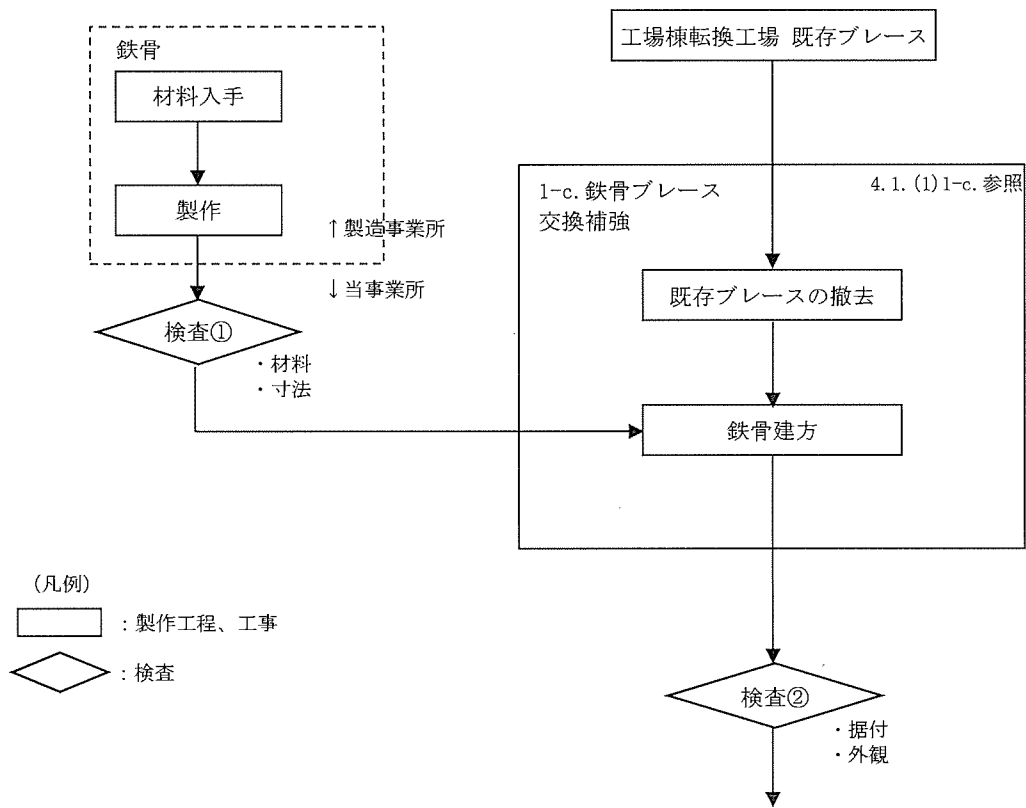 工場棟転換工場 既存ブレース
鉄骨
材料入手
製作
↑製造事業所
↓当事業所
検査①
・材料
・寸法
1-c.鉄骨ブレース
交換補強
4.1.(1)1-c.参照
既存ブレースの撤去
鉄骨建方
(凡例)
：製作工程、工事
：検査
検査②
・据付
・外観